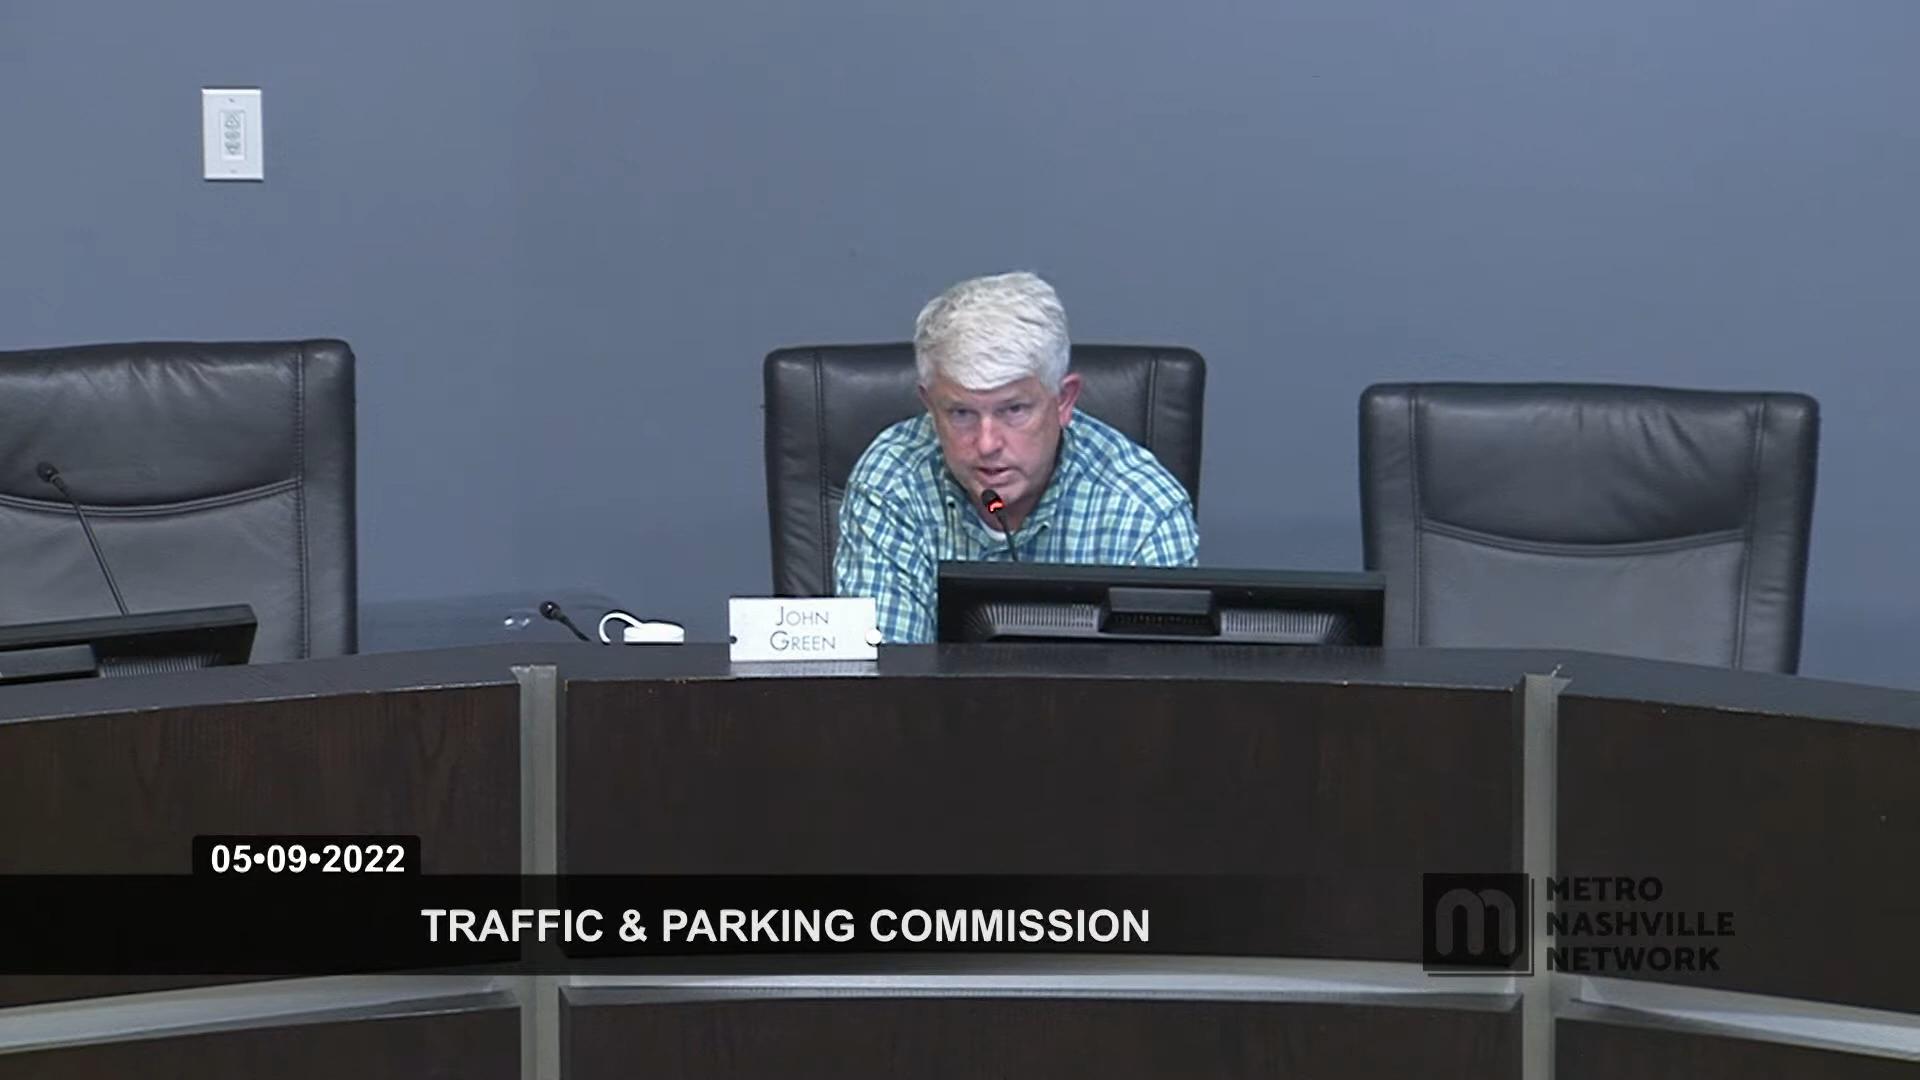 JOHN
GREEN
05•09•2022
TRAFFIC & PARKING COMMISSION
METRO
NASHVILLE
NETWORK